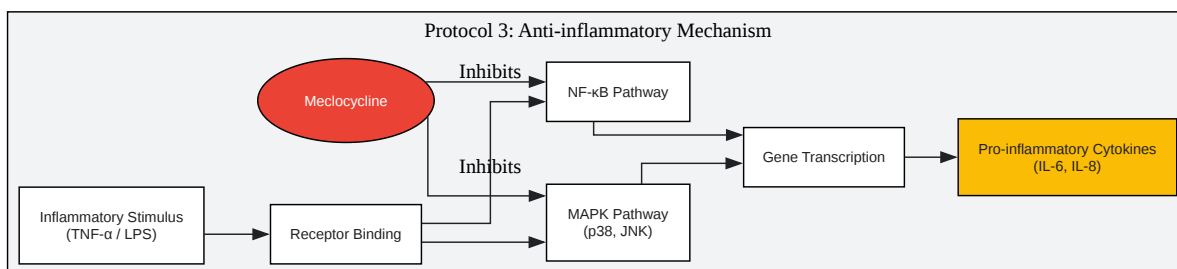 Protocol 3: Anti-inflammatory Mechanism
Inhibits
Meclocycline
NF-κB Pathway
Inhibits
Gene Transcription
Pro-inflammatory Cytokines
(IL-6, IL-8)
Inflammatory Stimulus
(TNF-α / LPS)
Receptor Binding
MAPK Pathway
(p38, JNK)